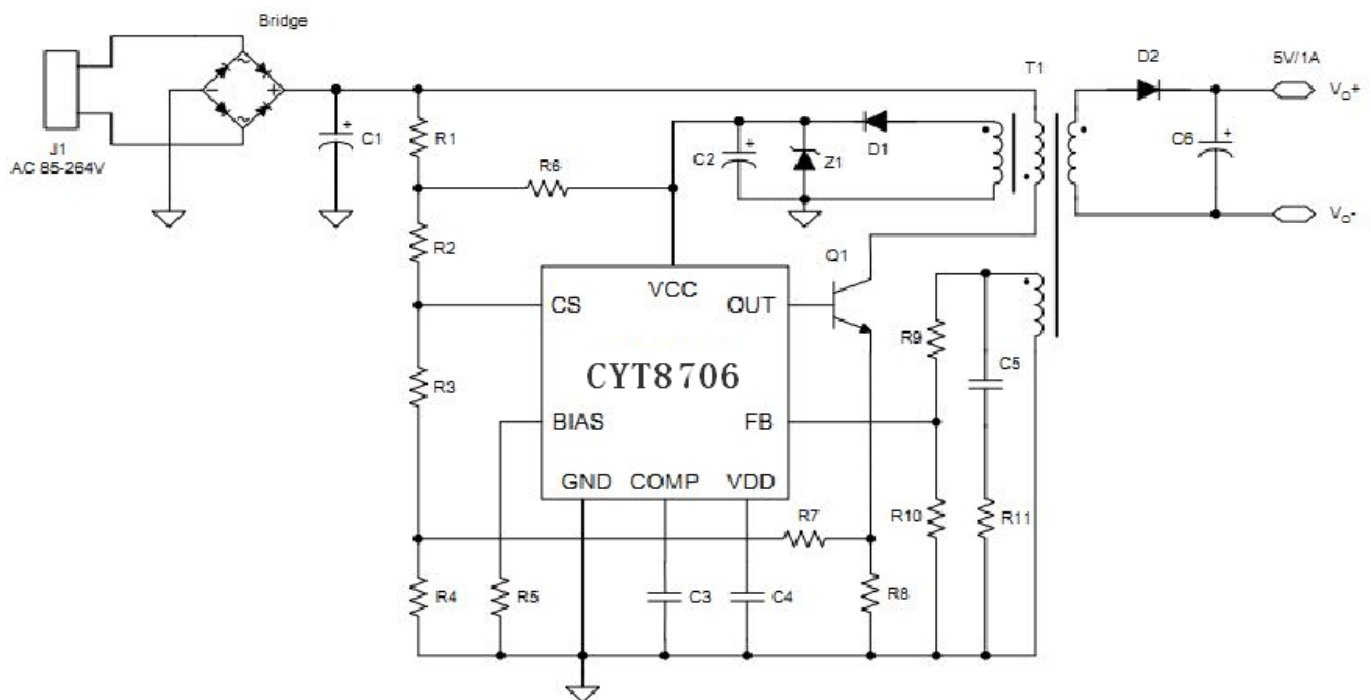 Bridge
J1
AC 85-264V
C1
R1
R6
R2
R3
R4
R5
C2
Z1
D1
T1
D2
5V/1A
C6
VO+
VO-
Q1
CS
VCC
OUT
CYT8706
BIAS
FB
GND
COMP
VDD
R9
C5
R7
R10
R11
C3
C4
R8